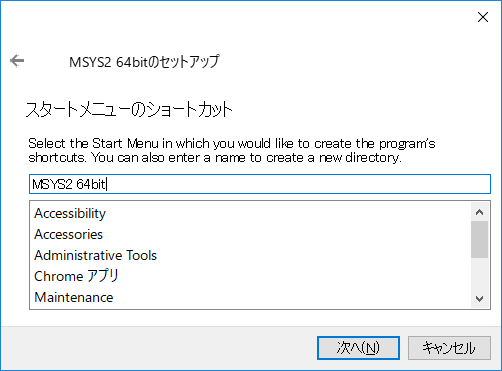 MSYS2 64bitのセットアップ
スタートメニューのショートカット
Select the Start Menu in which you would like to create the program's
shortcuts. You can also enter a name to create a new directory.
MSYS2 64bit
Accessibility
Accessories
Administrative Tools
Chrome アプリ
Maintenance
次へ(N)
キャンセル